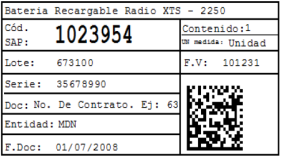 Bateria Recargable Radio XTS - 2250
Cód. SAP: 1023954
Contenido:1
UN medida: Unidad
Lote: 673100
F.V: 101231
Serie: 35678990
Doc: No. De Contrato. Ej: 63
Entidad: MDN
F.Doc: 01/07/2008